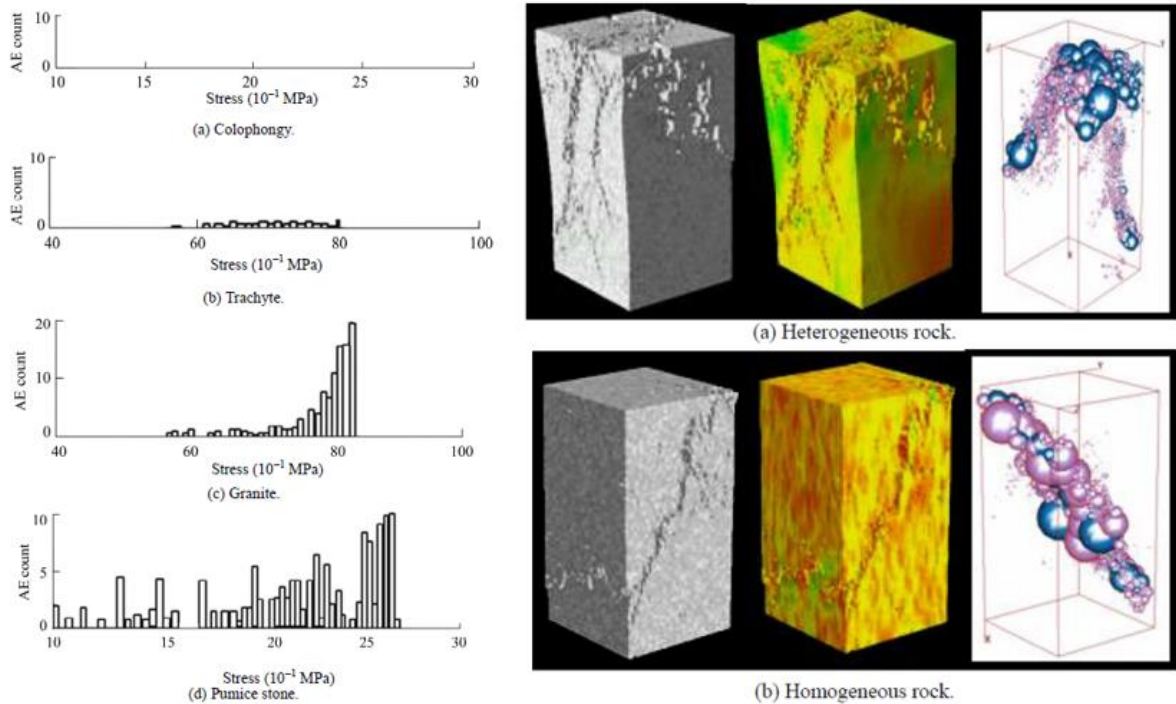 10
AE count
0
10 15 20 25 30
Stress (10⁻¹ MPa)
(a) Colophongy.
10
AE count
0
40 60 80 100
Stress (10⁻¹ MPa)
(b) Trachyte.
20
AE count
10
0
40 60 80 100
Stress (10⁻¹ MPa)
(c) Granite.
10
AE count
5
0
10 15 20 25 30
Stress (10⁻¹ MPa)
(d) Pumice stone.
(a) Heterogeneous rock.
(b) Homogeneous rock.